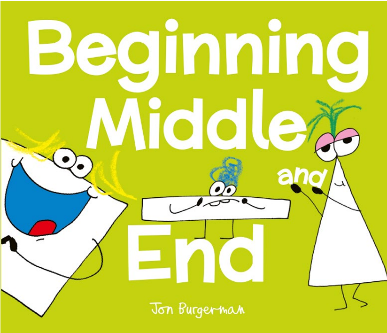 Beginning
Middle
and
End
Jon Burgerman